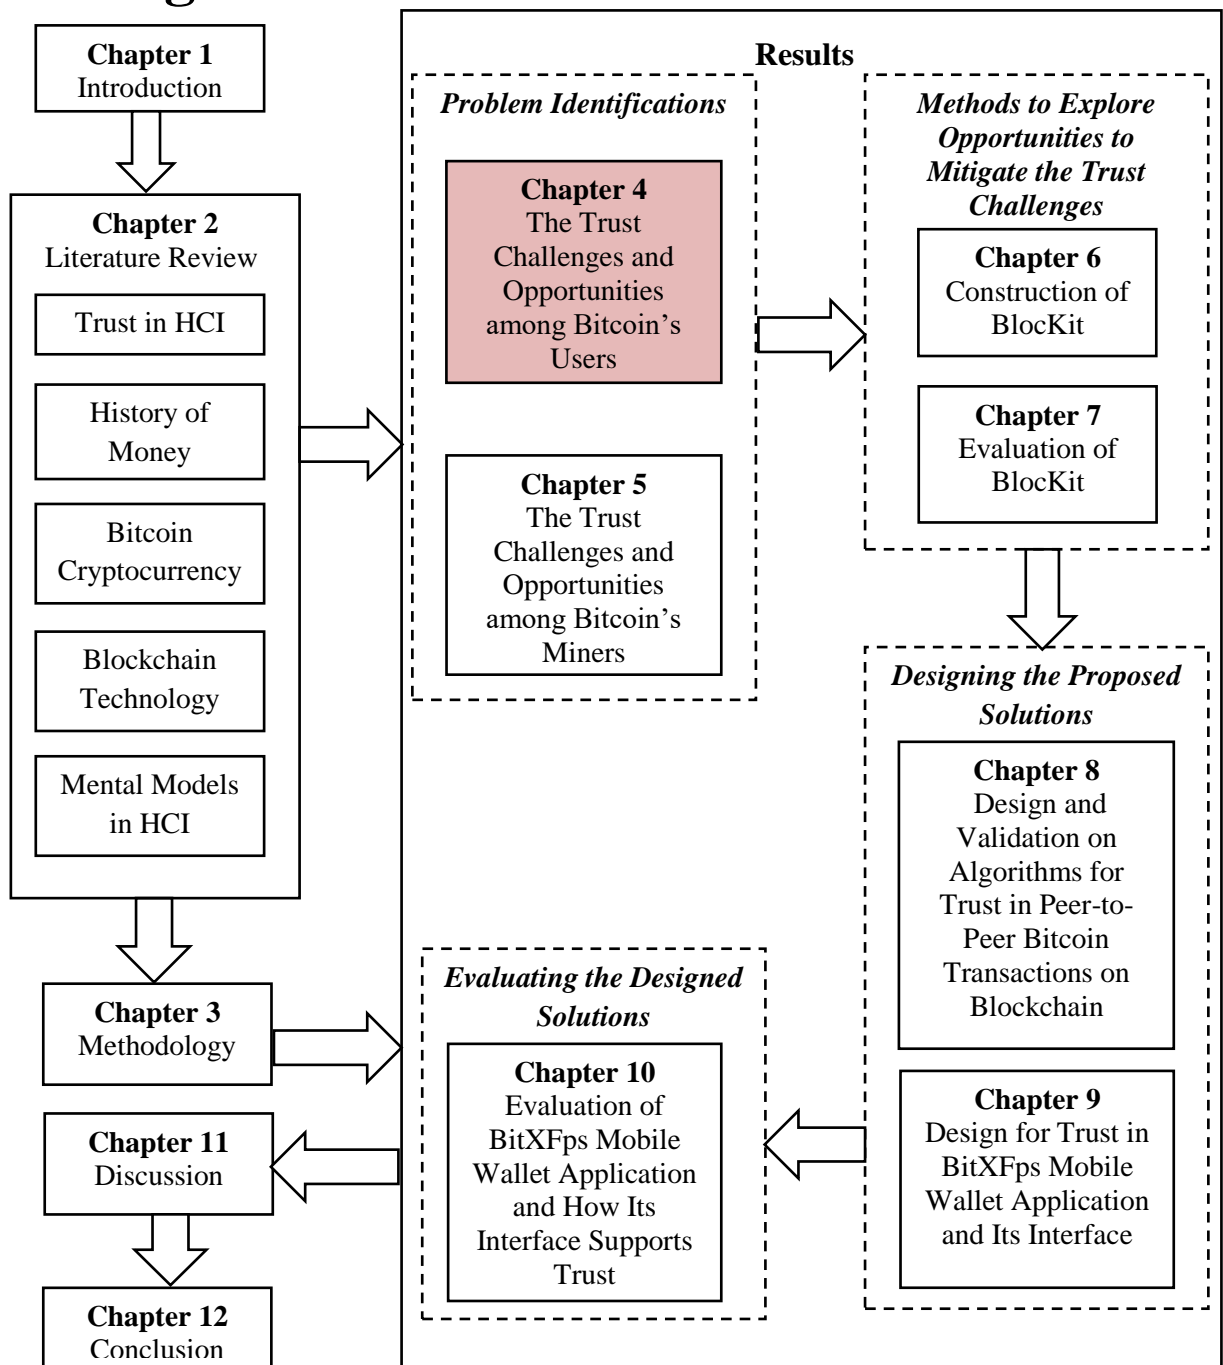 Chapter 1
Introduction
Chapter 2
Literature Review
Trust in HCI
History of
Money
Bitcoin
Cryptocurrency
Blockchain
Technology
Mental Models
in HCI
Chapter 3
Methodology
Results
Problem Identifications
Chapter 4
The Trust
Challenges and
Opportunities
among Bitcoin’s
Users
Chapter 5
The Trust
Challenges and
Opportunities
among Bitcoin’s
Miners
Methods to Explore
Opportunities to
Mitigate the Trust
Challenges
Chapter 6
Construction of
BlocKit
Chapter 7
Evaluation of
BlocKit
Designing the Proposed
Solutions
Chapter 8
Design and
Validation on
Algorithms for
Trust in Peer-to-
Peer Bitcoin
Transactions on
Blockchain
Chapter 9
Design for Trust in
BitXFps Mobile
Wallet Application
and Its Interface
Evaluating the Designed
Solutions
Chapter 10
Evaluation of
BitXFps Mobile
Wallet Application
and How Its
Interface Supports
Trust
Chapter 11
Discussion
Chapter 12
Conclusion